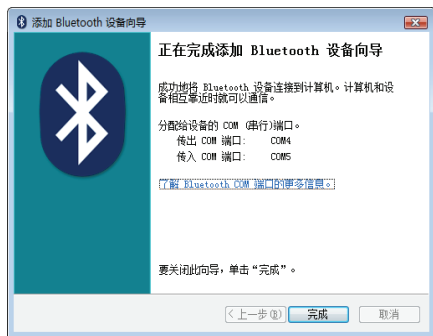 添加 Bluetooth 设备向导
正在完成添加 Bluetooth 设备向导
成功地将 Bluetooth 设备连接到计算机。计算机和设
备相互靠近时就可以通信。
分配给设备的 COM (串行)端口。
传出 COM 端口: COM4
传入 COM 端口: COM5
了解 Bluetooth COM 端口的更多信息。
要关闭此向导，单击“完成”。
<上一步(B) 完成 取消